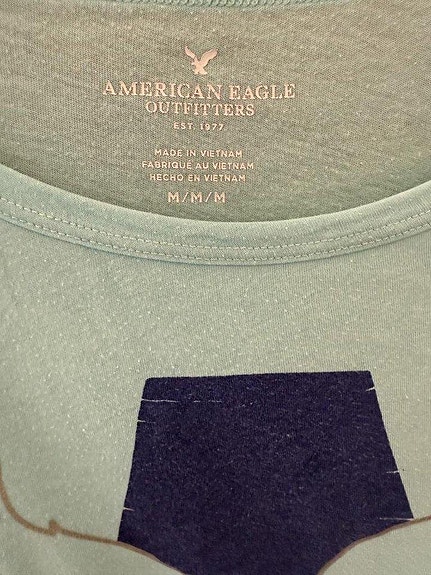 AMERICAN EAGLE
OUTFITTERS
EST. 1977
MADE IN VIETNAM
FABRIQUÉ AU VIETNAM
HECHO EN VIETNAM
M/M/M